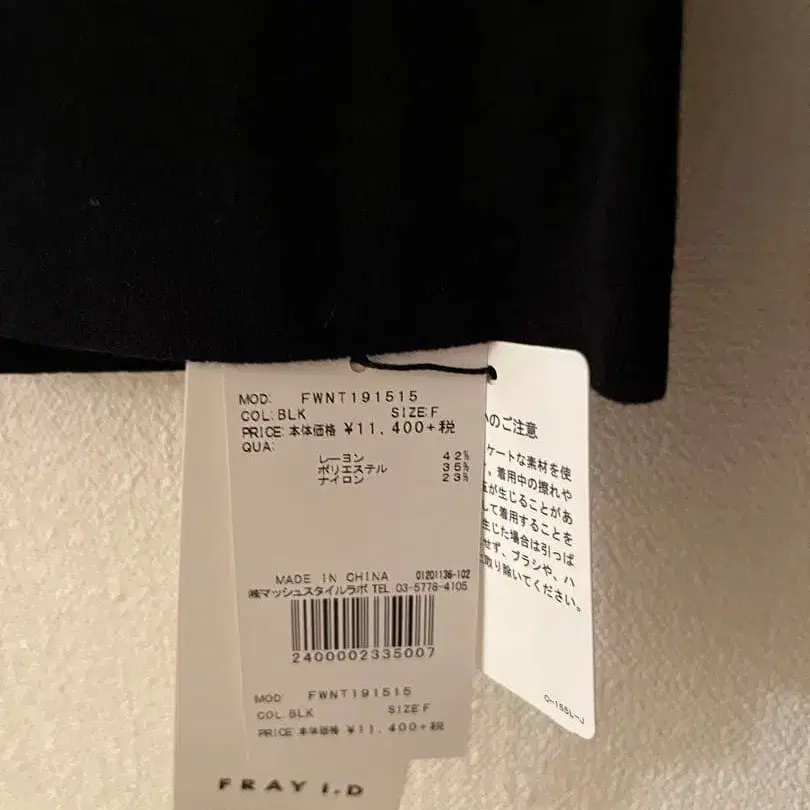 MOD: FWNT191515
COL:BLK SIZE:F
PRICE:本体価格 ¥11,400+税
QUA:
レーヨン 42%
ポリエステル 35%
ナイロン 23%
MADE IN CHINA 01201136-102
㈱マッシュスタイルラボ TEL 03-5778-4105
2400002335007
MOD: FWNT191515
COL:BLK SIZE:F
PRICE:本体価格 ¥11,400+税
FRAY I.D
のご注意
ケートな素材を使
。着用中の擦れや
が生じることがあ
して着用することを
生じた場合は引っぱ
せず、ブラシや、ハ
取り除いてください。
C-155L-J